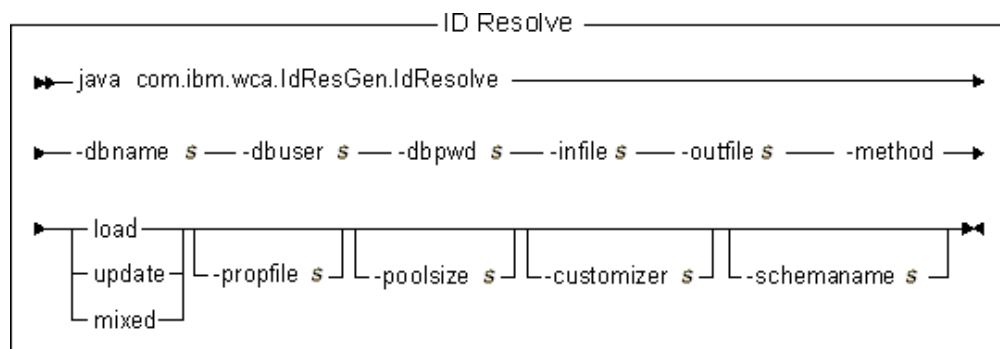 ID Resolve
java com.ibm.wca.IdResGen.IdResolve
-dbname s -dbuser s -dbpwd s -infile s -outfile s -method
load
update
mixed
-propfile s -poolsize s -customizer s -schemaname s